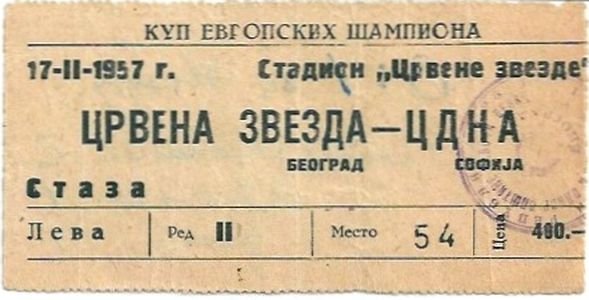 КУП ЕВРОПСКИХ ШАМПИОНА
17-II-1957 г. Стадион „Црвене звезде“
ЦРВЕНА ЗВЕЗДА—ЦДНА
БЕОГРАД СОФИЈА
Стаза
Лева Ред II Место 54 Цена 400.—